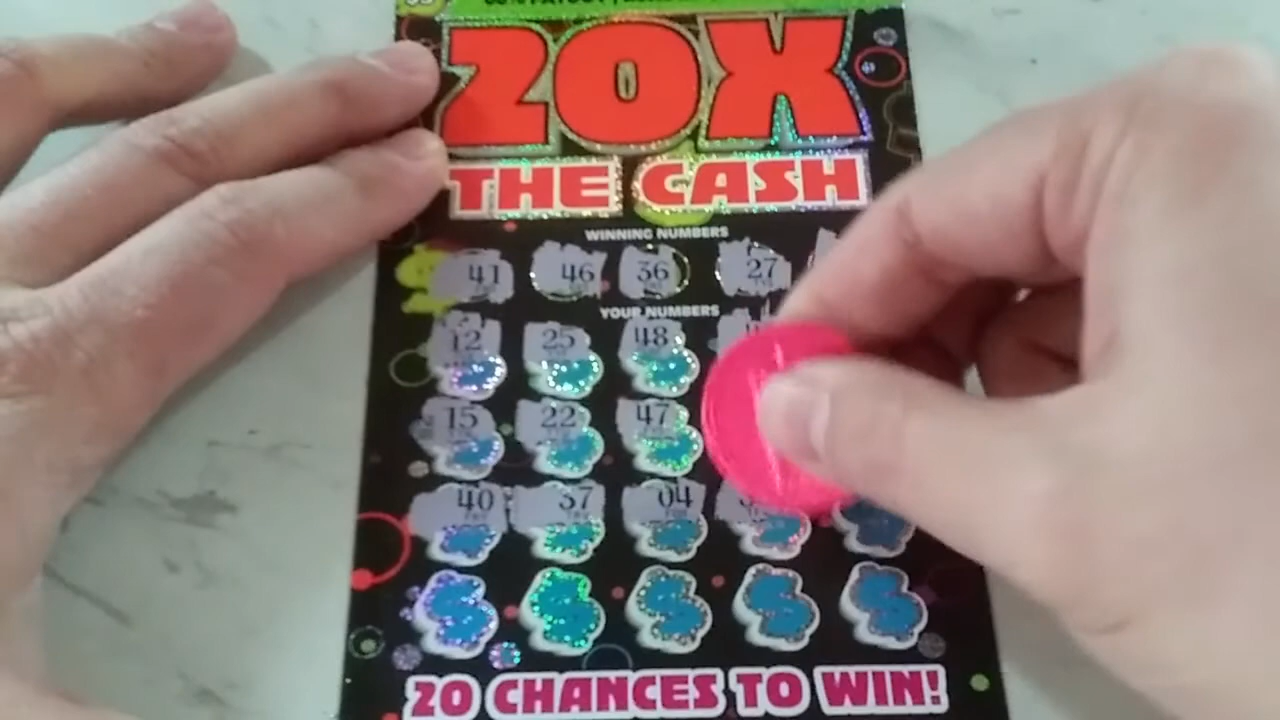 20X
THE CASH
WINNING NUMBERS
41 46 36 27
YOUR NUMBERS
12 25 48
15 22 47
40 37 04
20 CHANCES TO WIN!